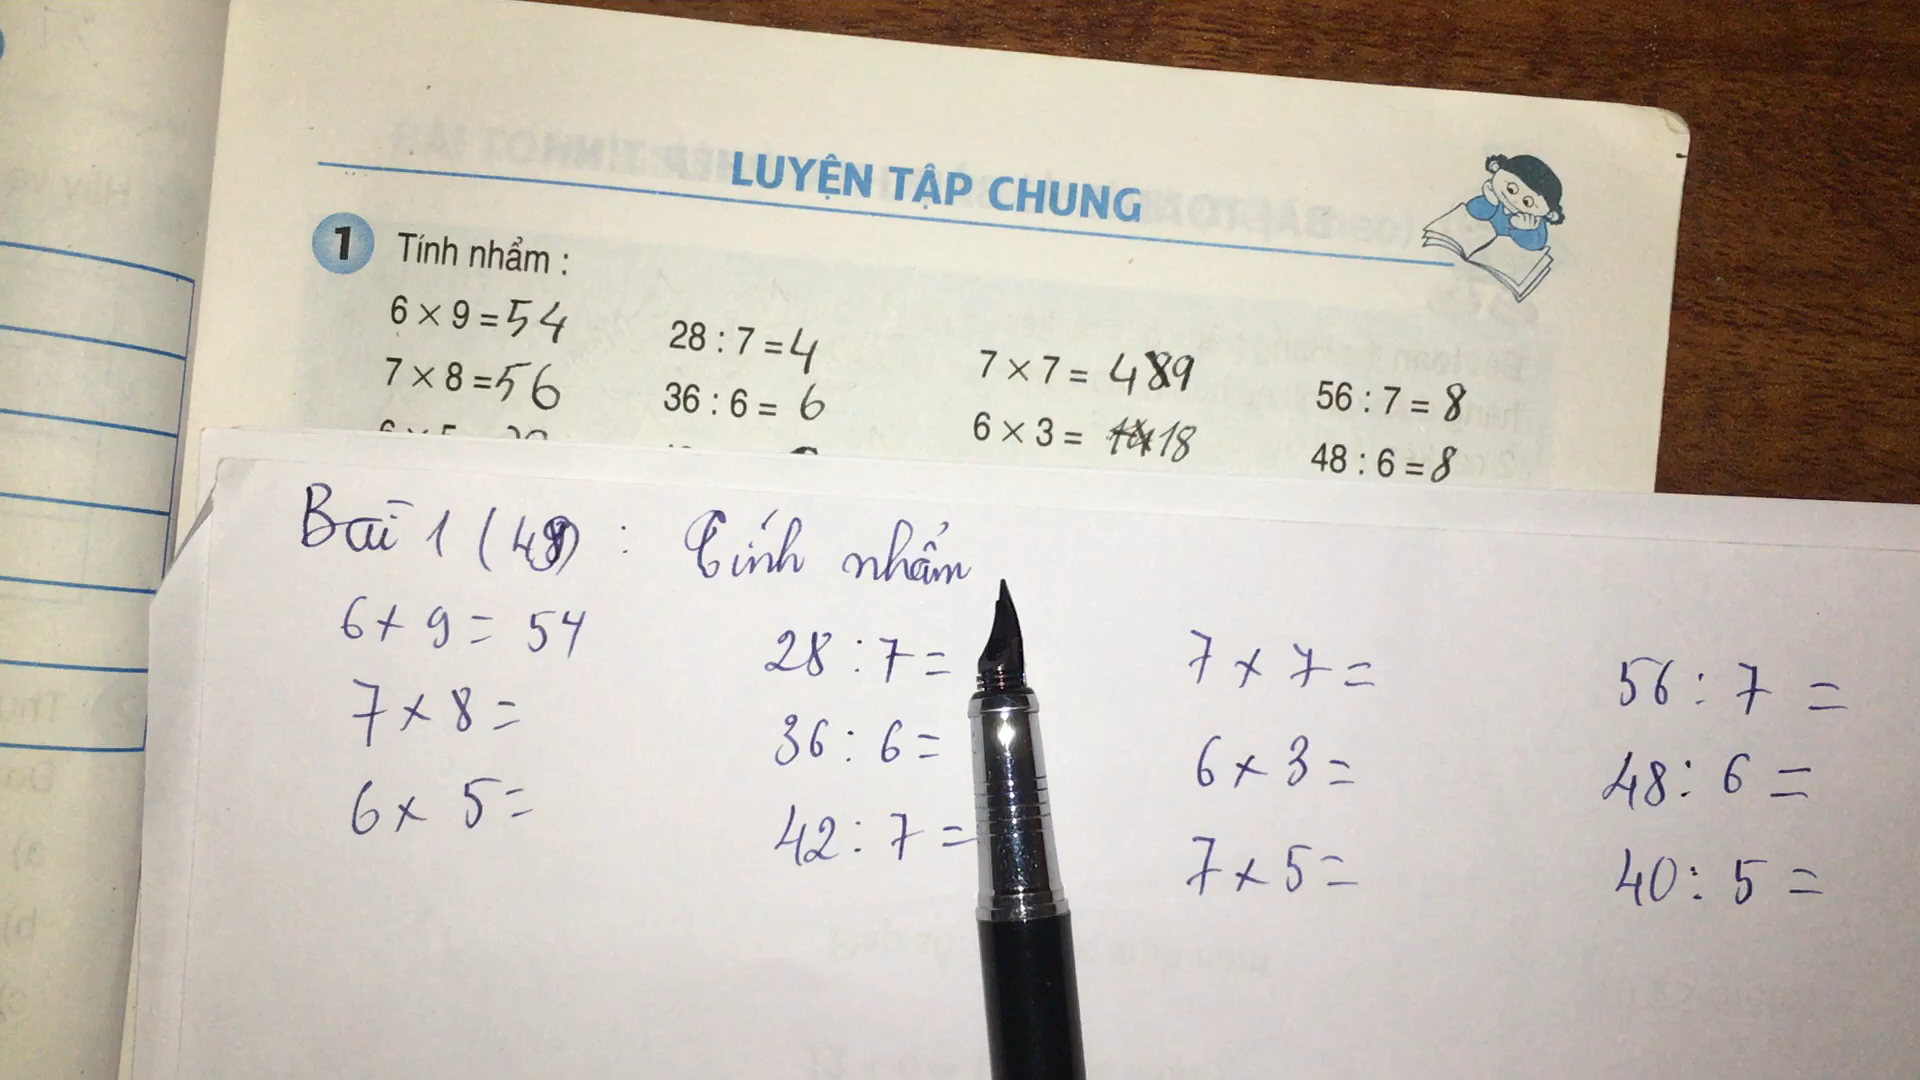 LUYỆN TẬP CHUNG
1 Tính nhẩm :
6 × 9 = 54
28 : 7 = 4
7 × 7 = 49
56 : 7 = 8
7 × 8 = 56
36 : 6 = 6
6 × 3 = 18
48 : 6 = 8
Bài 1 (49) : Tính nhẩm
6 × 9 = 54
28 : 7 =
7 × 7 =
56 : 7 =
7 × 8 =
36 : 6 =
6 × 3 =
48 : 6 =
6 × 5 =
42 : 7 =
7 × 5 =
40 : 5 =